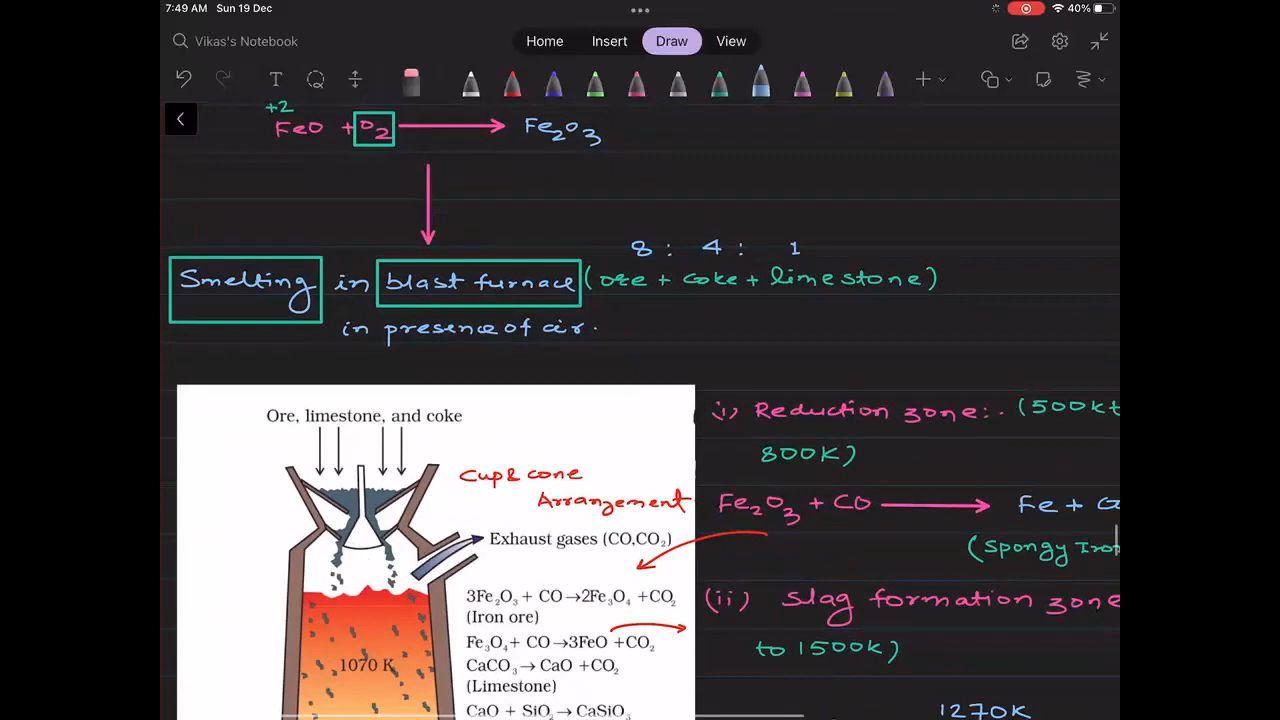 7:49 AM Sun 19 Dec
40%
Vikas's Notebook
Home Insert Draw View
+2
FeO + O2 Fe2O3
8 : 4 : 1
Smelting in blast furnace (ore + coke + limestone)
in presence of air.
Ore, limestone, and coke
Cup & cone
Arrangement
Exhaust gases (CO,CO2)
3Fe2O3 + CO→2Fe3O4 +CO2
(Iron ore)
Fe3O4+ CO→3FeO +CO2
1070 K
CaCO3→ CaO +CO2
(Limestone)
CaO + SiO2→ CaSiO3
i) Reduction zone:. (500K t
800K)
Fe2O3 + CO Fe + C
(Spongy Iro
(ii) Slag formation zone
to 1500K)
1270K